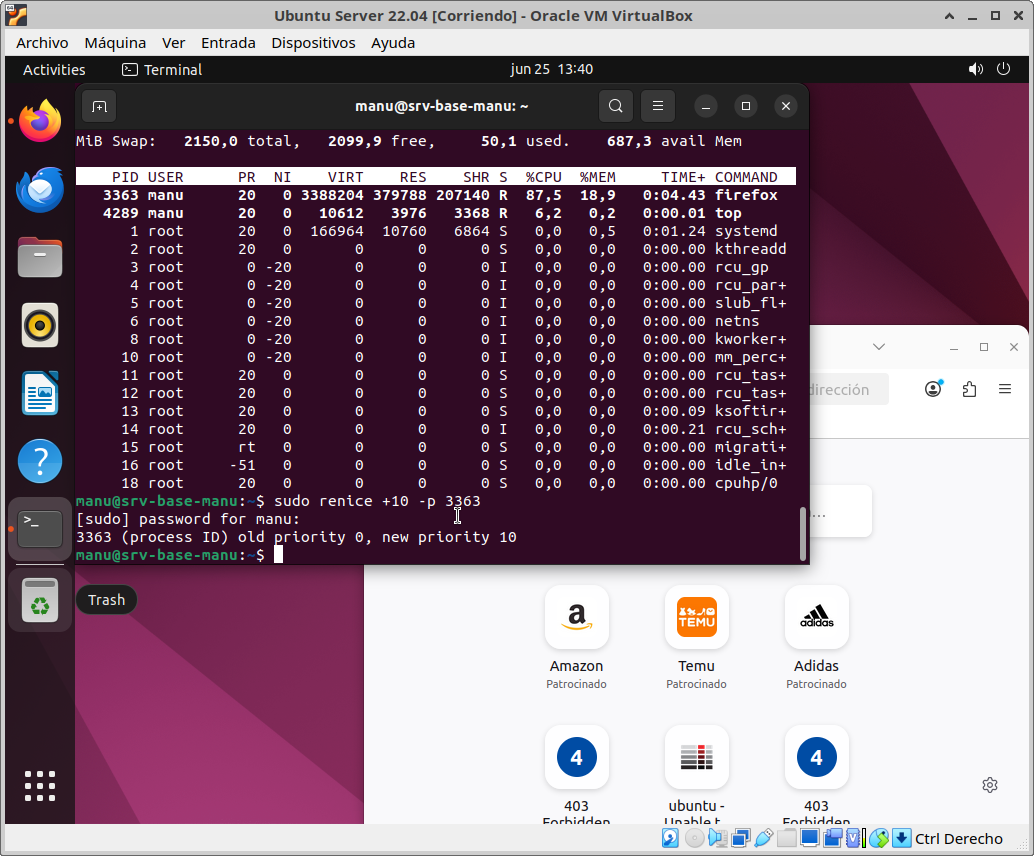 Ubuntu Server 22.04 [Corriendo] - Oracle VM VirtualBox
Archivo Máquina Ver Entrada Dispositivos Ayuda
Activities Terminal jun 25 13:40
manu@srv-base-manu: ~
MiB Swap: 2150,0 total, 2099,9 free, 50,1 used. 687,3 avail Mem
PID USER PR NI VIRT RES SHR S %CPU %MEM TIME+ COMMAND
3363 manu 20 0 3388204 379788 207140 R 87,5 18,9 0:04.43 firefox
4289 manu 20 0 10612 3976 3368 R 6,2 0,2 0:00.01 top
1 root 20 0 166964 10760 6864 S 0,0 0,5 0:01.24 systemd
2 root 20 0 0 0 0 S 0,0 0,0 0:00.00 kthreadd
3 root 0 -20 0 0 0 I 0,0 0,0 0:00.00 rcu_gp
4 root 0 -20 0 0 0 I 0,0 0,0 0:00.00 rcu_par+
5 root 0 -20 0 0 0 I 0,0 0,0 0:00.00 slub_fl+
6 root 0 -20 0 0 0 I 0,0 0,0 0:00.00 netns
8 root 0 -20 0 0 0 I 0,0 0,0 0:00.00 kworker+
10 root 0 -20 0 0 0 I 0,0 0,0 0:00.00 mm_perc+
11 root 20 0 0 0 0 S 0,0 0,0 0:00.00 rcu_tas+
12 root 20 0 0 0 0 S 0,0 0,0 0:00.00 rcu_tas+
13 root 20 0 0 0 0 S 0,0 0,0 0:00.09 ksoftir+
14 root 20 0 0 0 0 I 0,0 0,0 0:00.21 rcu_sch+
15 root rt 0 0 0 0 S 0,0 0,0 0:00.00 migrati+
16 root -51 0 0 0 0 S 0,0 0,0 0:00.00 idle_in+
18 root 20 0 0 0 0 S 0,0 0,0 0:00.00 cpuhp/0
manu@srv-base-manu:~$ sudo renice +10 -p 3363
[sudo] password for manu:
3363 (process ID) old priority 0, new priority 10
manu@srv-base-manu:~$
dirección
...
Trash
a
TEMU
adidas
Amazon Temu Adidas
Patrocinado Patrocinado Patrocinado
4 4
403 ubuntu - 403
Forbidden Unable t... Forbidden
Ctrl Derecho